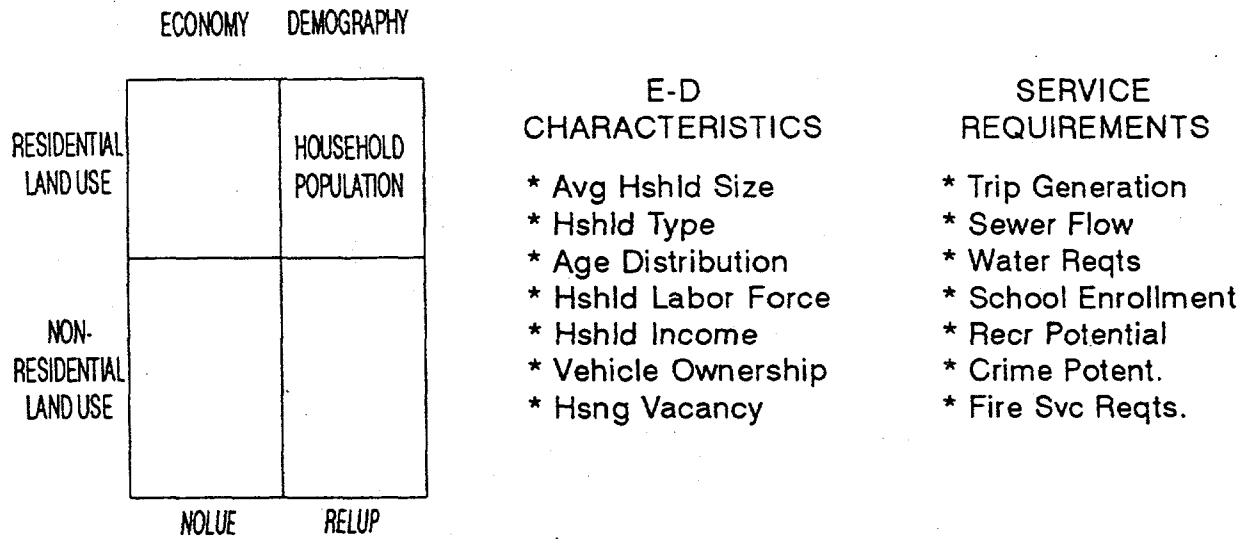 ECONOMY DEMOGRAPHY
RESIDENTIAL
LAND USE
HOUSEHOLD
POPULATION
NON-
RESIDENTIAL
LAND USE
NOLUE RELUP
E-D
CHARACTERISTICS
* Avg Hshld Size
* Hshld Type
* Age Distribution
* Hshld Labor Force
* Hshld Income
* Vehicle Ownership
* Hsng Vacancy
SERVICE
REQUIREMENTS
* Trip Generation
* Sewer Flow
* Water Reqts
* School Enrollment
* Recr Potential
* Crime Potent.
* Fire Svc Reqts.